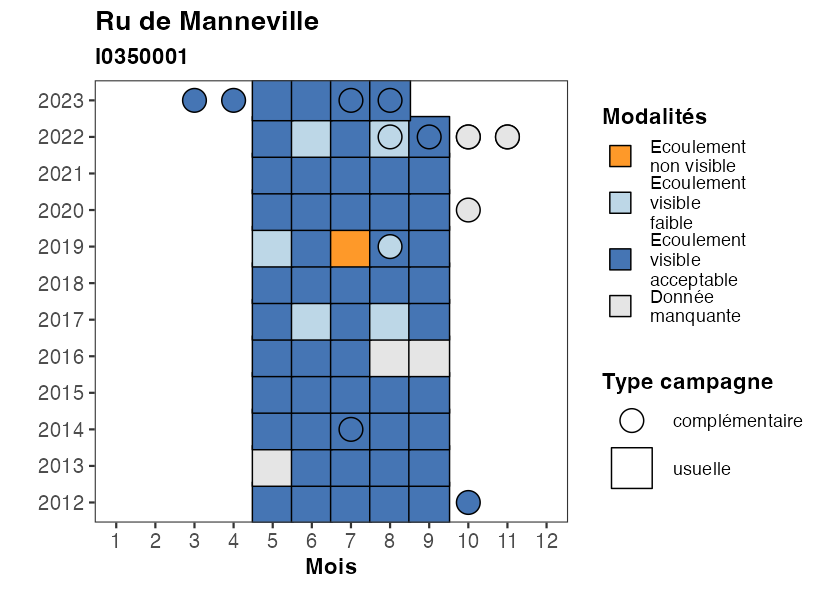 Ru de Manneville
I0350001
2023
2022
2021
2020
2019
2018
2017
2016
2015
2014
2013
2012
1 2 3 4 5 6 7 8 9 10 11 12
Mois
Modalités
Ecoulement
non visible
Ecoulement
visible
faible
Ecoulement
visible
acceptable
Donnée
manquante
Type campagne
complémentaire
usuelle